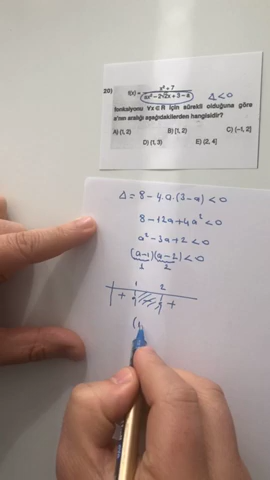 20) f(x) = x² + 7 / ax² - 2√2x + 3 - a
Δ < 0
fonksiyonu ∀x ∈ R için sürekli olduğuna göre
a'nın aralığı aşağıdakilerden hangisidir?
A) (1, 2) B) [1, 2) C) (-1, 2]
D) (1, 3) E) (2, 4]
Δ = 8 - 4.a.(3-a) < 0
8 - 12a + 4a² < 0
a² - 3a + 2 < 0
(a-1)(a-2) < 0
1 2
1 2
+ - +
(1